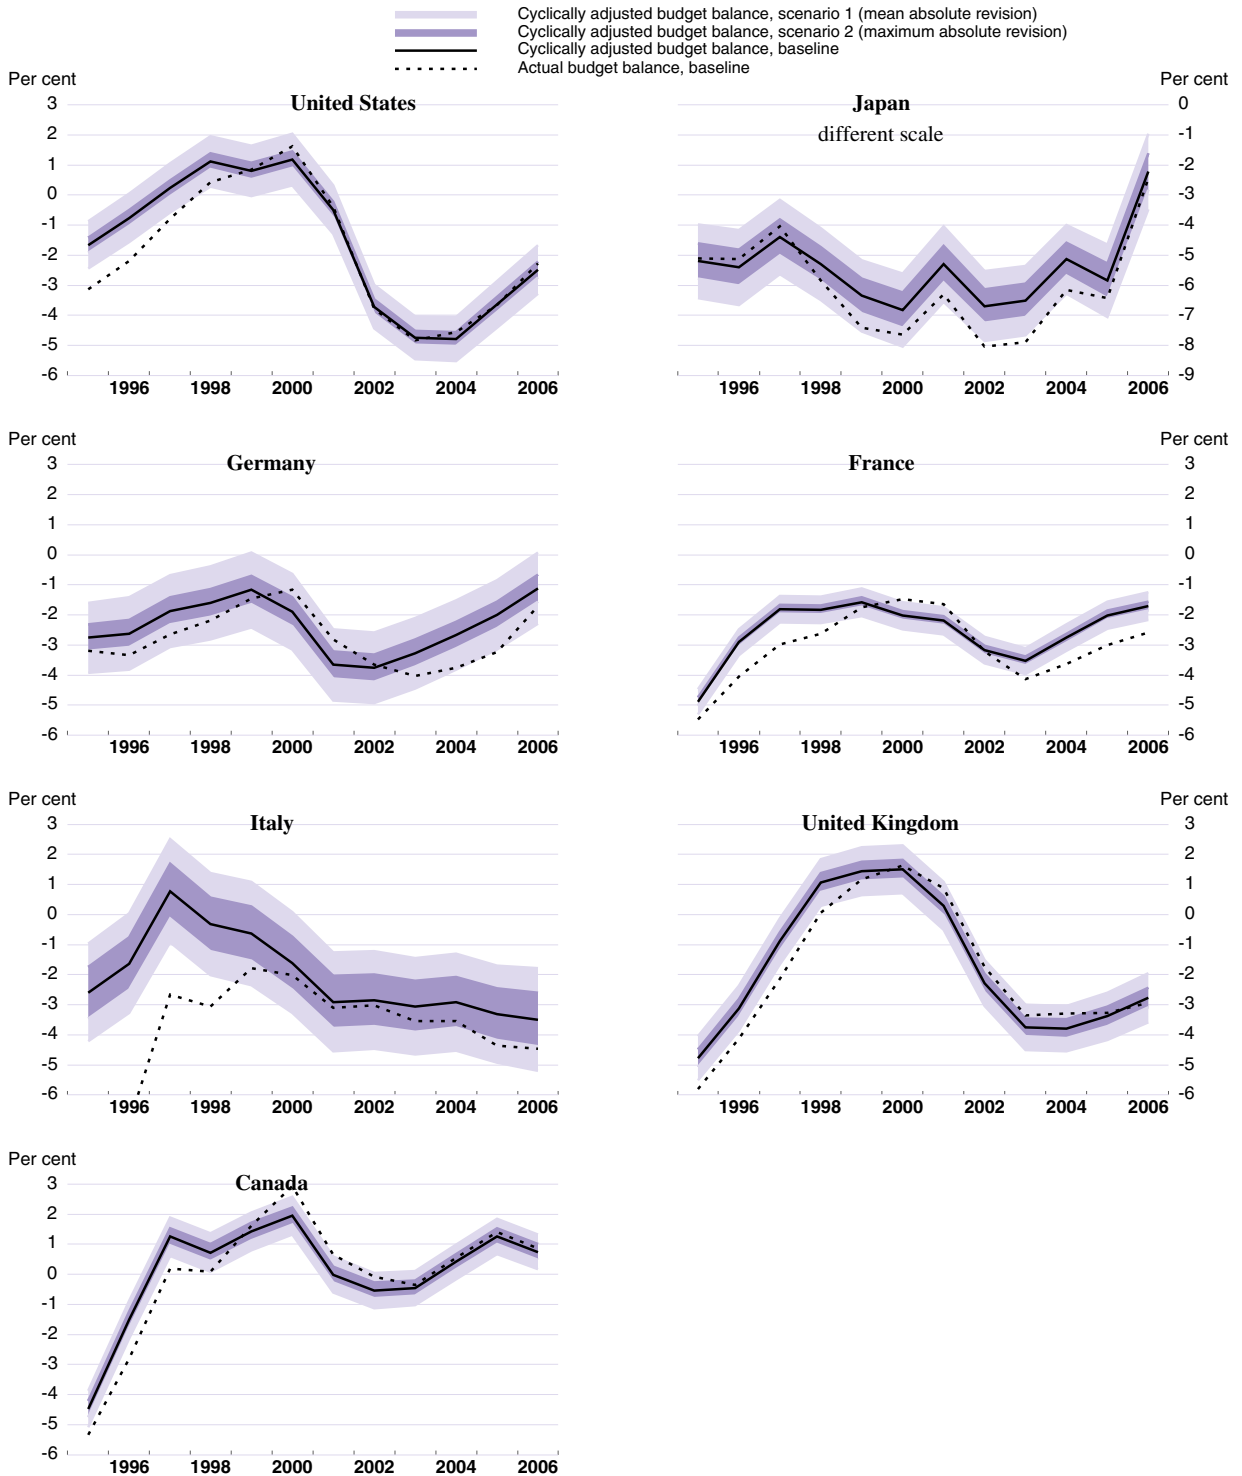 Cyclically adjusted budget balance, scenario 1 (mean absolute revision)
Cyclically adjusted budget balance, scenario 2 (maximum absolute revision)
Cyclically adjusted budget balance, baseline
Actual budget balance, baseline
Per cent
United States
3
2
1
0
-1
-2
-3
-4
-5
-6
1996 1998 2000 2002 2004 2006
Per cent
Japan
different scale
0
-1
-2
-3
-4
-5
-6
-7
-8
-9
1996 1998 2000 2002 2004 2006
Per cent
Germany
3
2
1
0
-1
-2
-3
-4
-5
-6
1996 1998 2000 2002 2004 2006
Per cent
France
3
2
1
0
-1
-2
-3
-4
-5
-6
1996 1998 2000 2002 2004 2006
Per cent
Italy
3
2
1
0
-1
-2
-3
-4
-5
-6
1996 1998 2000 2002 2004 2006
Per cent
United Kingdom
3
2
1
0
-1
-2
-3
-4
-5
-6
1996 1998 2000 2002 2004 2006
Per cent
Canada
3
2
1
0
-1
-2
-3
-4
-5
-6
1996 1998 2000 2002 2004 2006